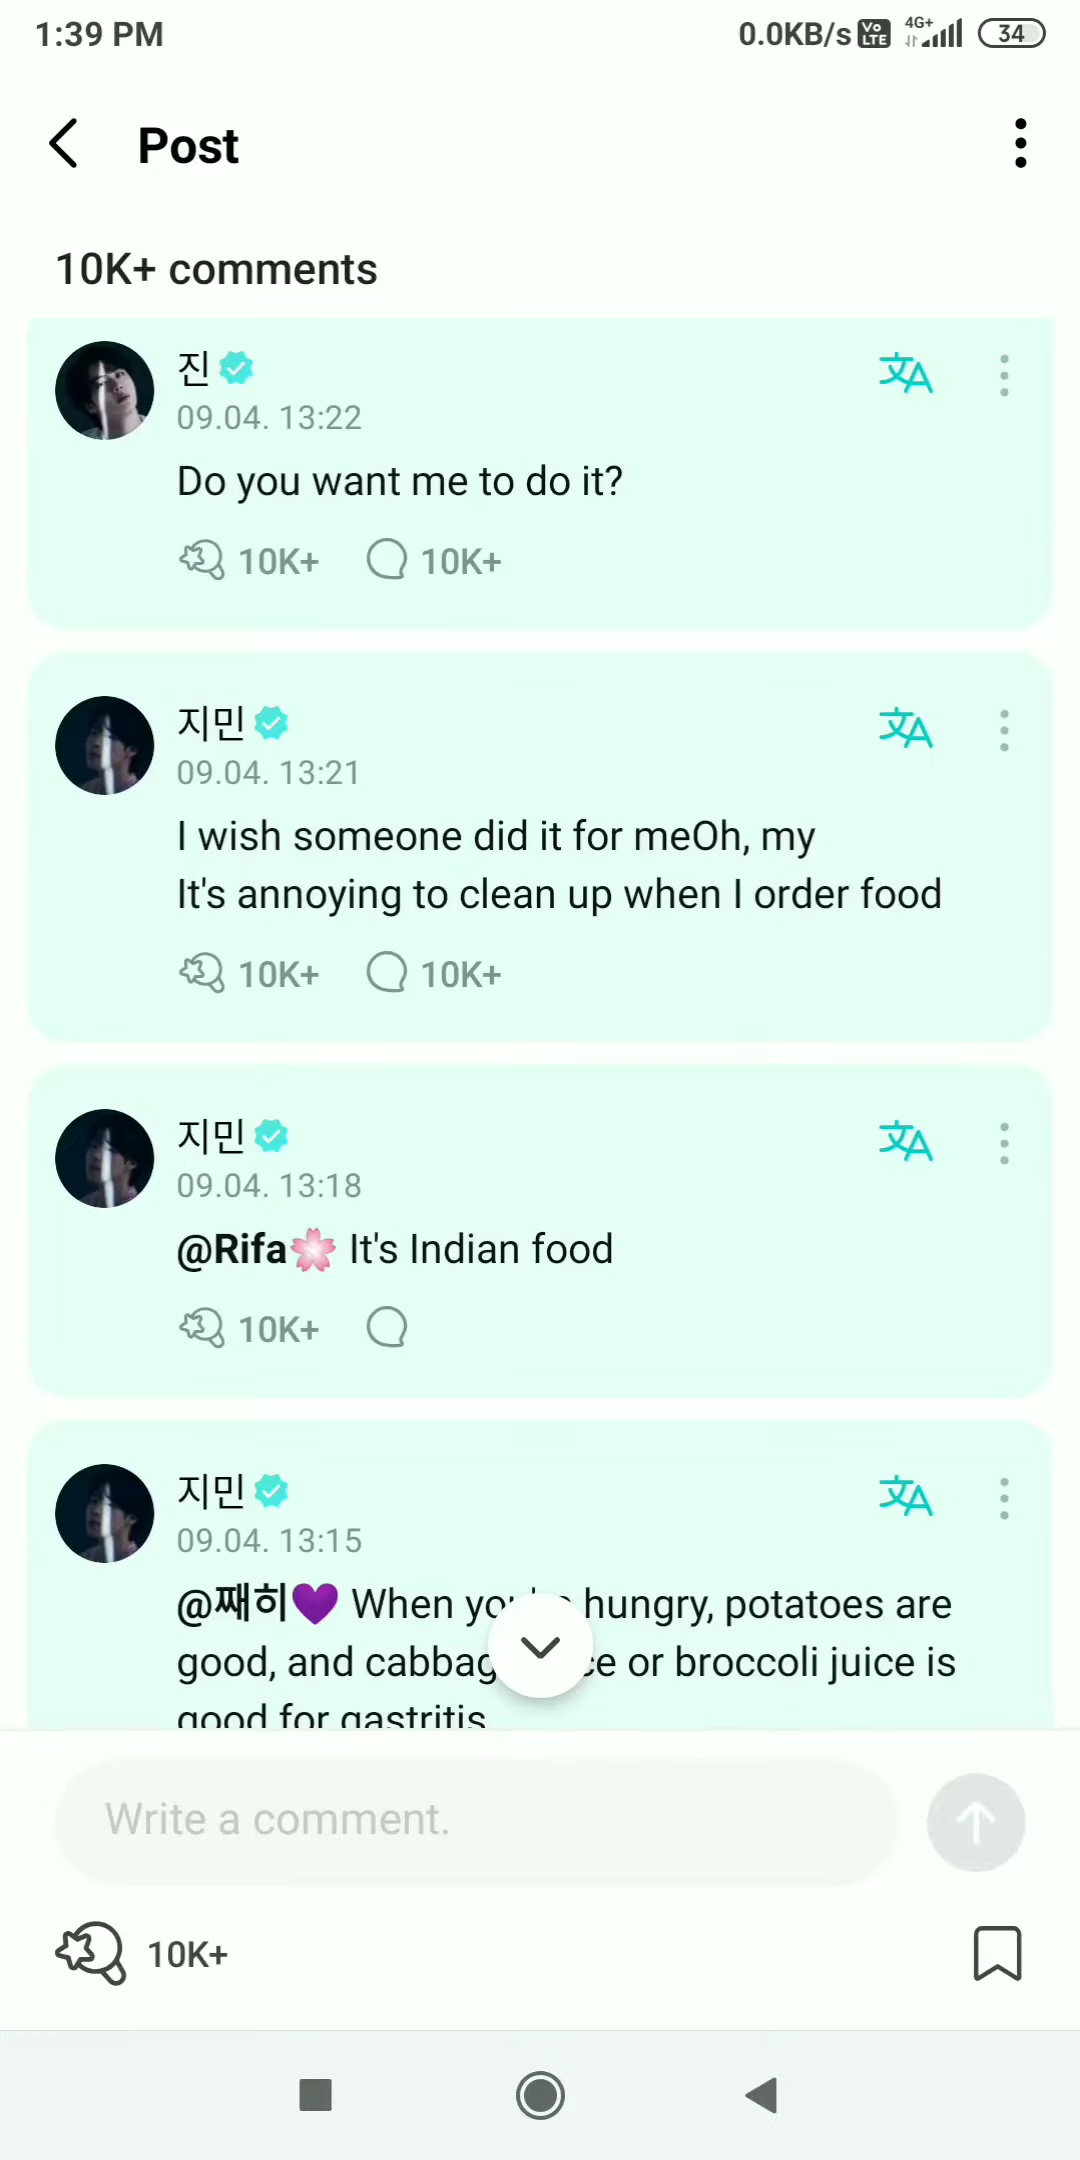 1:39 PM 0.0KB/s Vo LTE 4G+ 34
Post
10K+ comments
진
09.04. 13:22
Do you want me to do it?
10K+ 10K+
지민
09.04. 13:21
I wish someone did it for meOh, my
It's annoying to clean up when I order food
10K+ 10K+
지민
09.04. 13:18
@Rifa🌸 It's Indian food
10K+
지민
09.04. 13:15
@째히💜 When hungry, potatoes are
good, and or broccoli juice is
good for gastritis
Write a comment.
10K+